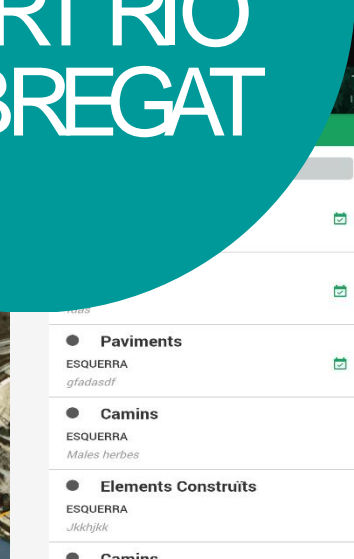 RT RIO
BREGAT
Paviments
ESQUERRA
gfadasdf
Camins
ESQUERRA
Males herbes
Elements Construïts
ESQUERRA
Jkkhjkk
Camins